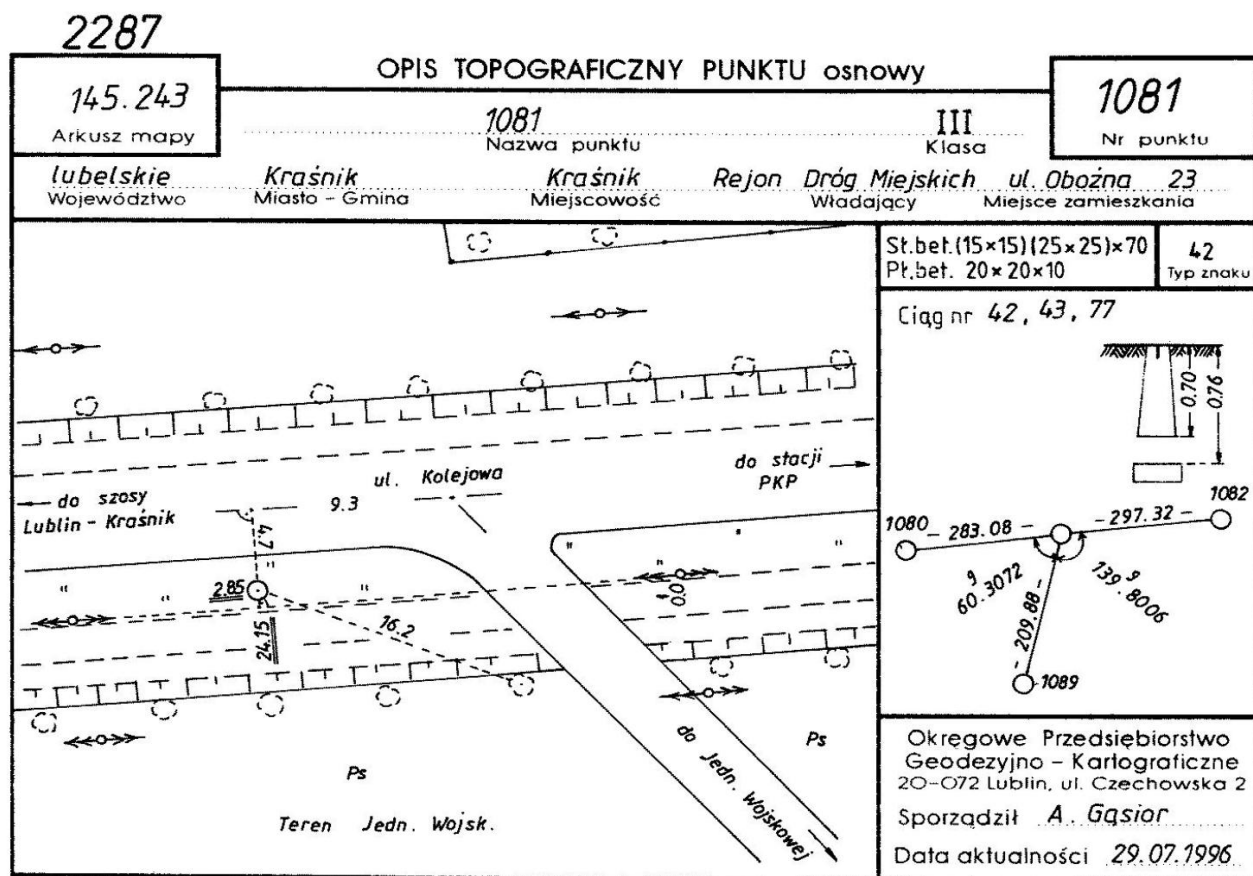 2287
OPIS TOPOGRAFICZNY PUNKTU osnowy
145.243
Arkusz mapy
1081
Nazwa punktu
III
Klasa
1081
Nr punktu
lubelskie Kraśnik Kraśnik Rejon Dróg Miejskich ul. Obożna 23
Województwo Miasto – Gmina Miejscowość Władający Miejsce zamieszkania
St.bet.(15×15)(25×25)×70
Pt.bet. 20×20×10
42
Typ znaku
Ciąg nr 42, 43, 77
0.70
0.76
1080
- 283.08 -
- 297.32 -
1082
60.3072 g
139.8006 g
- 209.88 -
1089
ul. Kolejowa
do stacji
PKP
do szosy
Lublin - Kraśnik
9.3
4.7
2.85
24.15
16.2
Ps
Ps
Teren Jedn. Wojsk.
do Jedn. Wojskowej
Okręgowe Przedsiębiorstwo
Geodezyjno – Kartograficzne
20-072 Lublin, ul. Czechowska 2
Sporządził A. Gąsior
Data aktualności 29.07.1996